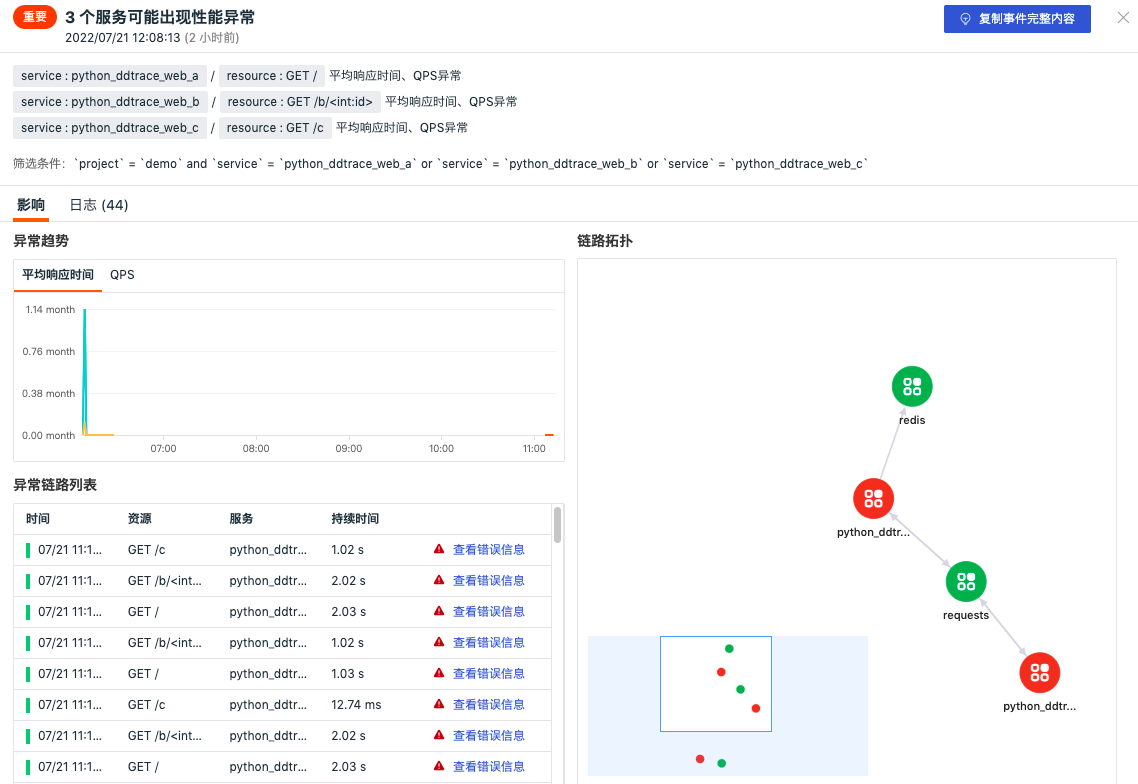 重要 3 个服务可能出现性能异常
复制事件完整内容
2022/07/21 12:08:13 (2 小时前)
service : python_ddtrace_web_a / resource : GET / 平均响应时间、QPS异常
service : python_ddtrace_web_b / resource : GET /b/<int:id> 平均响应时间、QPS异常
service : python_ddtrace_web_c / resource : GET /c 平均响应时间、QPS异常
筛选条件: `project` = `demo` and `service` = `python_ddtrace_web_a` or `service` = `python_ddtrace_web_b` or `service` = `python_ddtrace_web_c`
影响 日志 (44)
异常趋势
平均响应时间 QPS
1.14 month
0.76 month
0.38 month
0.00 month
07:00 08:00 09:00 10:00 11:00
异常链路列表
时间 资源 服务 持续时间
07/21 11:1... GET /c python_ddtr... 1.02 s 查看错误信息
07/21 11:1... GET /b/<int... python_ddtr... 2.02 s 查看错误信息
07/21 11:1... GET / python_ddtr... 2.03 s 查看错误信息
07/21 11:1... GET /b/<int... python_ddtr... 1.02 s 查看错误信息
07/21 11:1... GET / python_ddtr... 1.03 s 查看错误信息
07/21 11:1... GET /c python_ddtr... 12.74 ms 查看错误信息
07/21 11:1... GET /b/<int... python_ddtr... 2.02 s 查看错误信息
07/21 11:1... GET / python_ddtr... 2.03 s 查看错误信息
链路拓扑
redis
python_ddtr...
requests
python_ddtr...